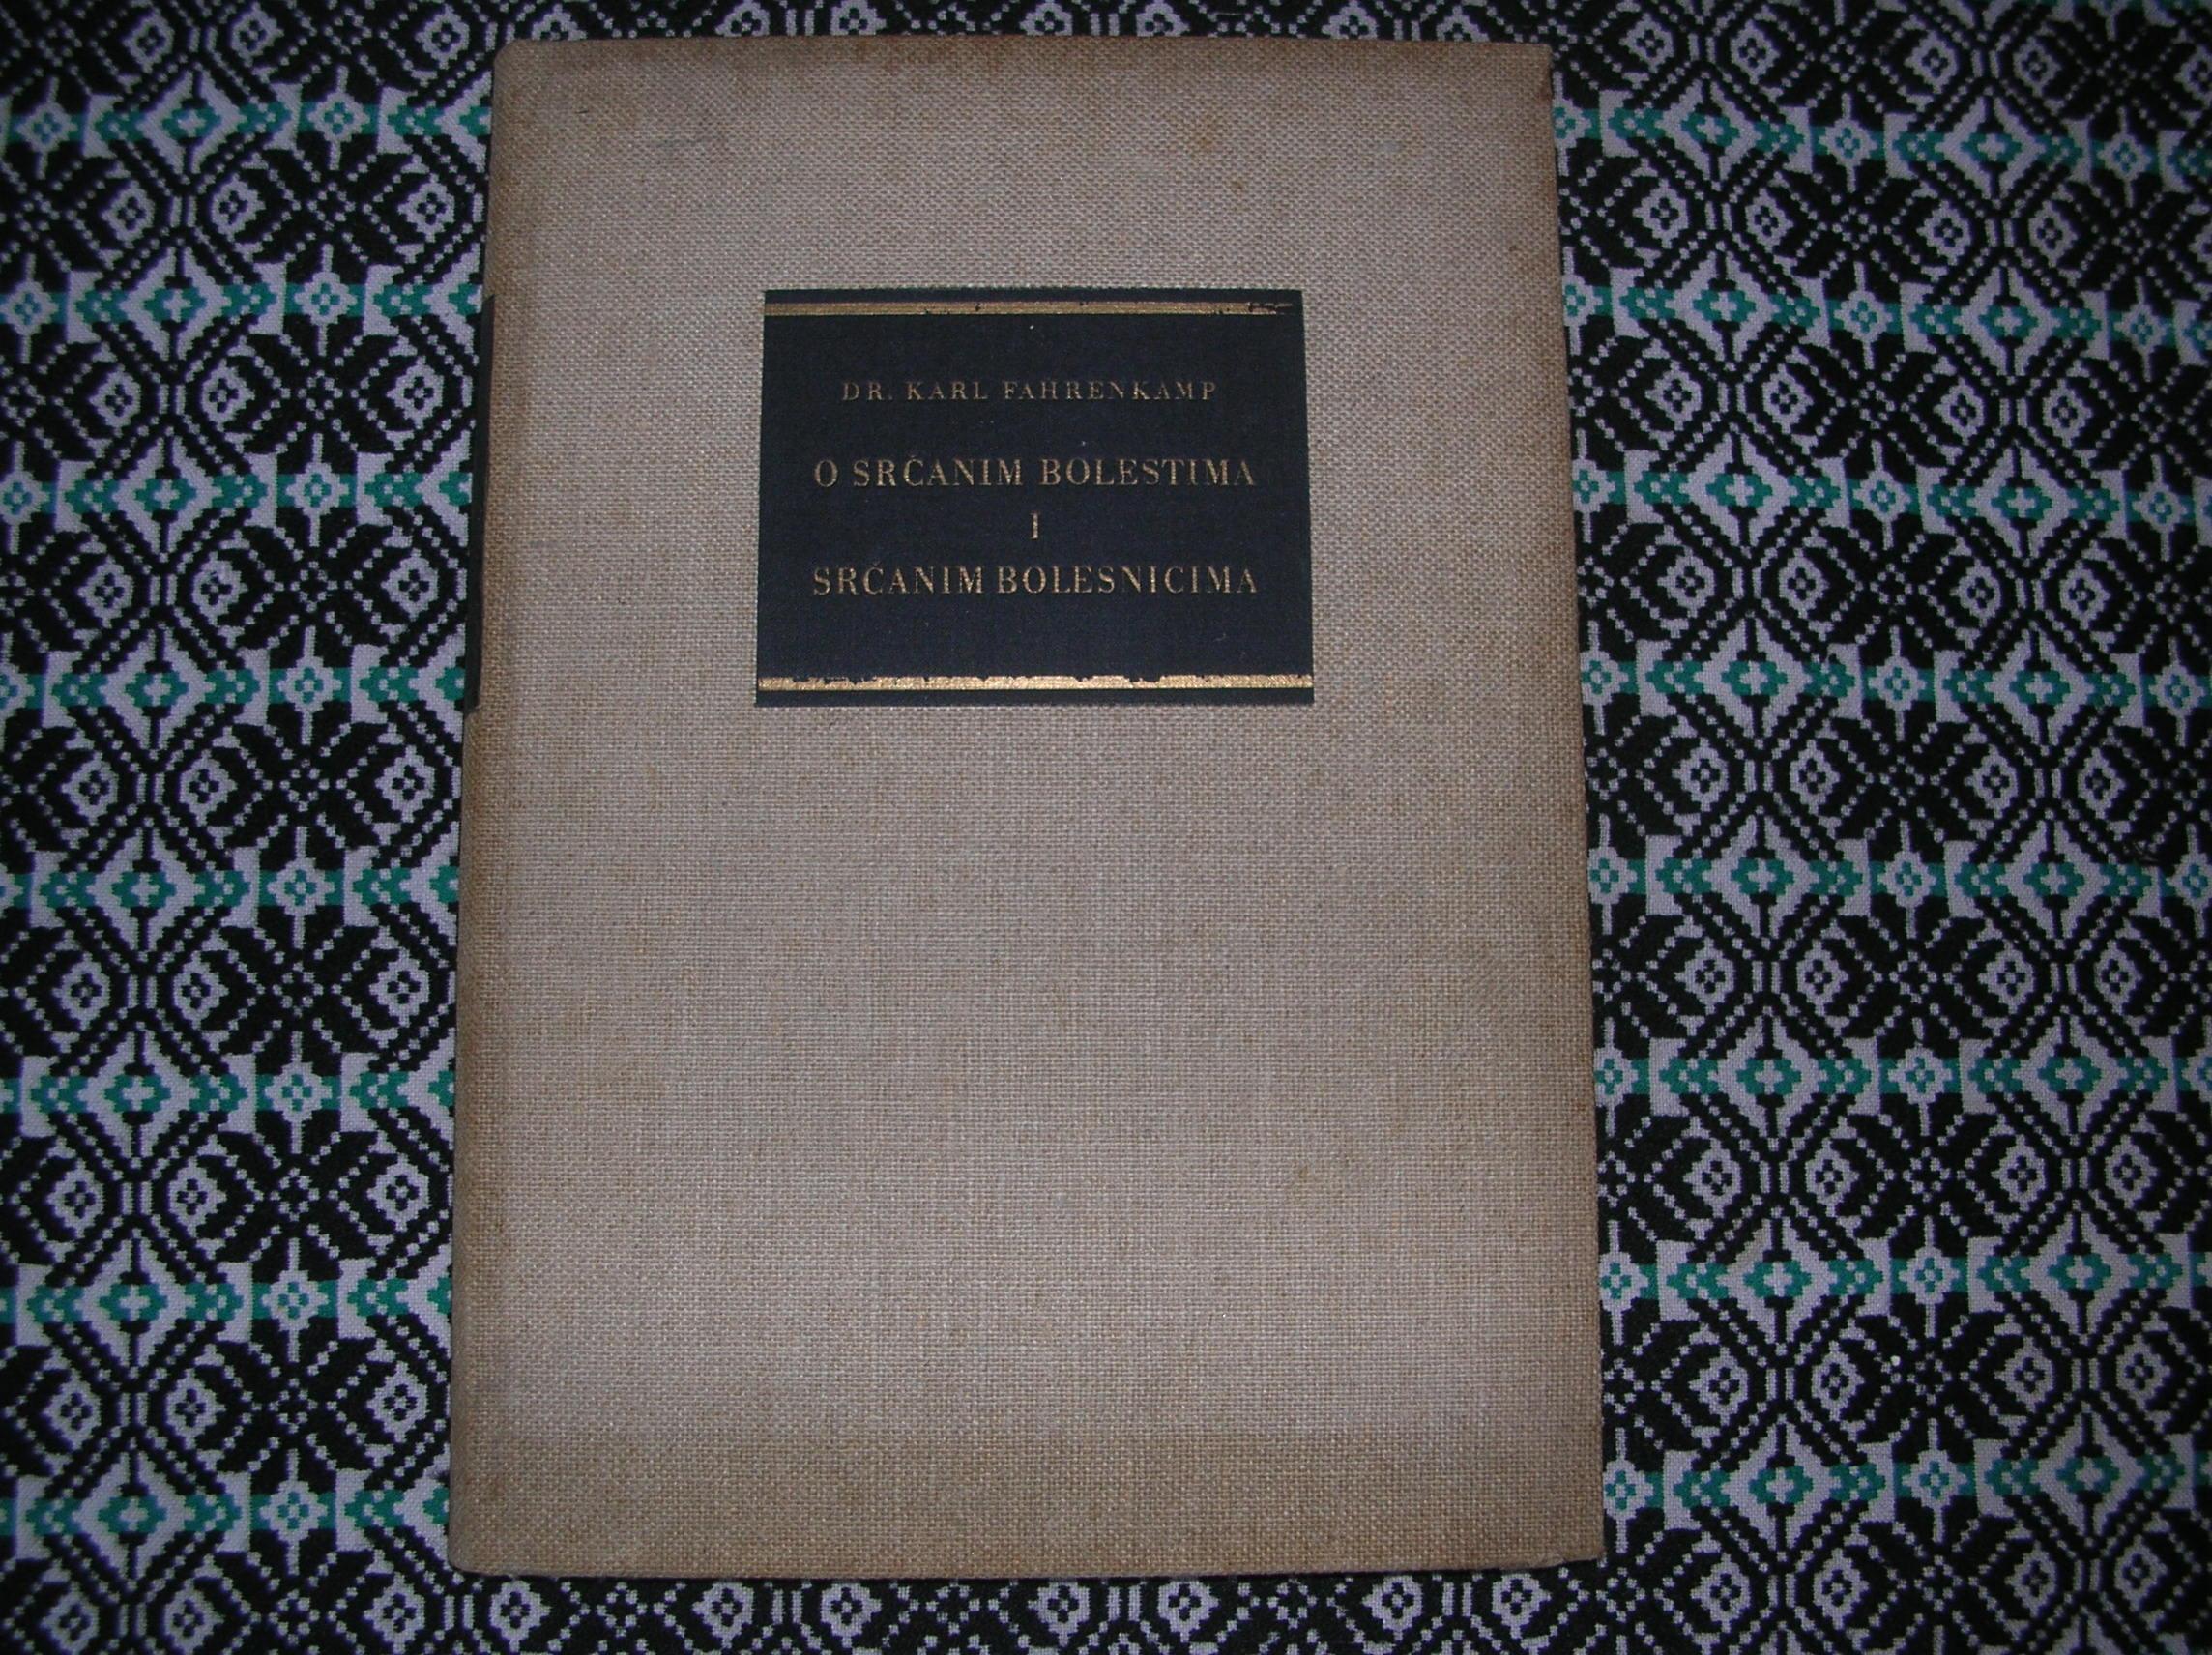 DR. KARL FAHRENKAMP
O SRČANIM BOLESTIMA
I
SRČANIM BOLESNICIMA